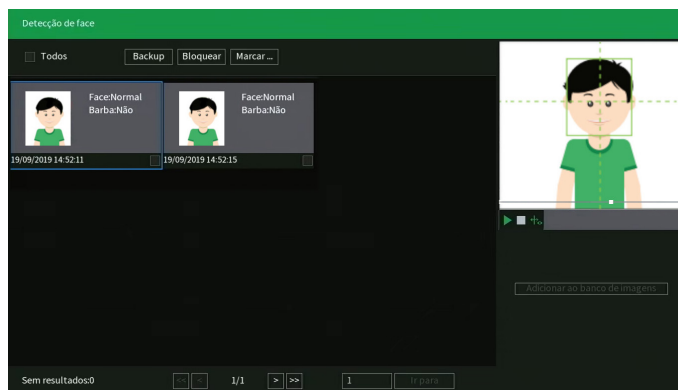 Detecção de face
Todos Backup Bloquear Marcar ...
Face:Normal
Barba:Não
19/09/2019 14:52:11
Face:Normal
Barba:Não
19/09/2019 14:52:15
Adicionar ao banco de imagens
Sem resultados:0 << < 1/1 > >> 1 Ir para